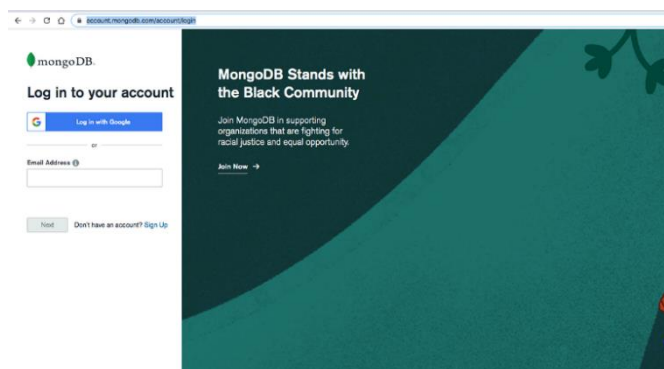 account.mongodb.com/account/login
mongoDB.
Log in to your account
G Log in with Google
or
Email Address
Next
Don't have an account? Sign Up
MongoDB Stands with
the Black Community
Join MongoDB in supporting
organizations that are fighting for
racial justice and equal opportunity.
Join Now →